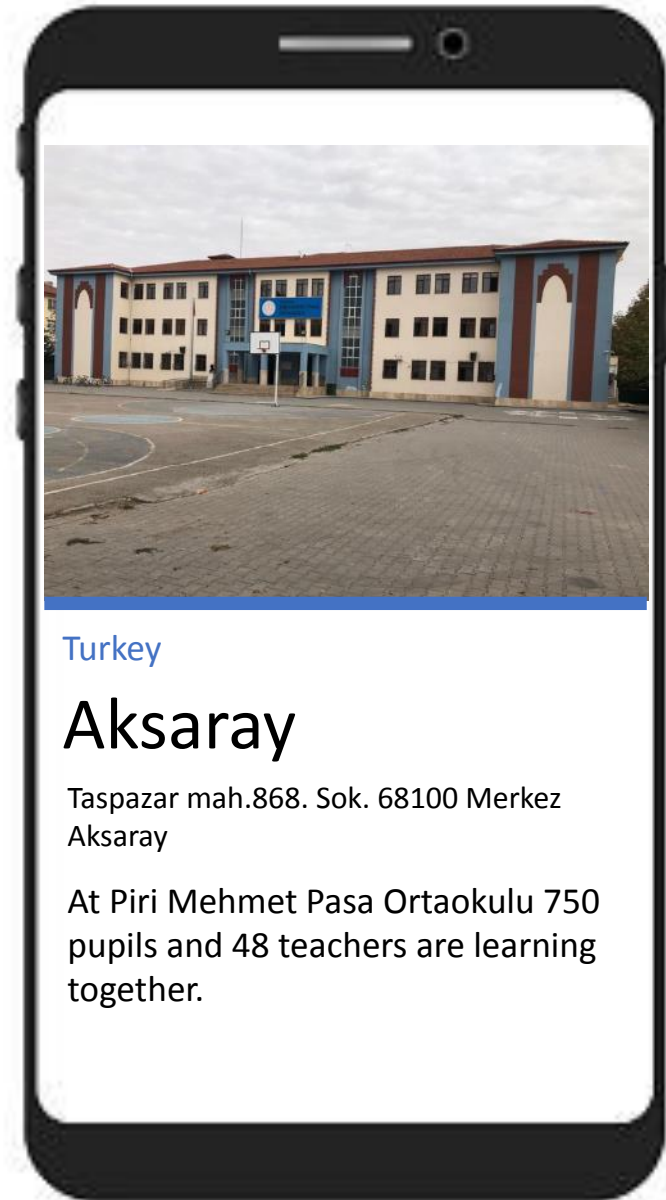 Turkey
Aksaray
Taspazar mah.868. Sok. 68100 Merkez
Aksaray
At Piri Mehmet Pasa Ortaokulu 750
pupils and 48 teachers are learning
together.